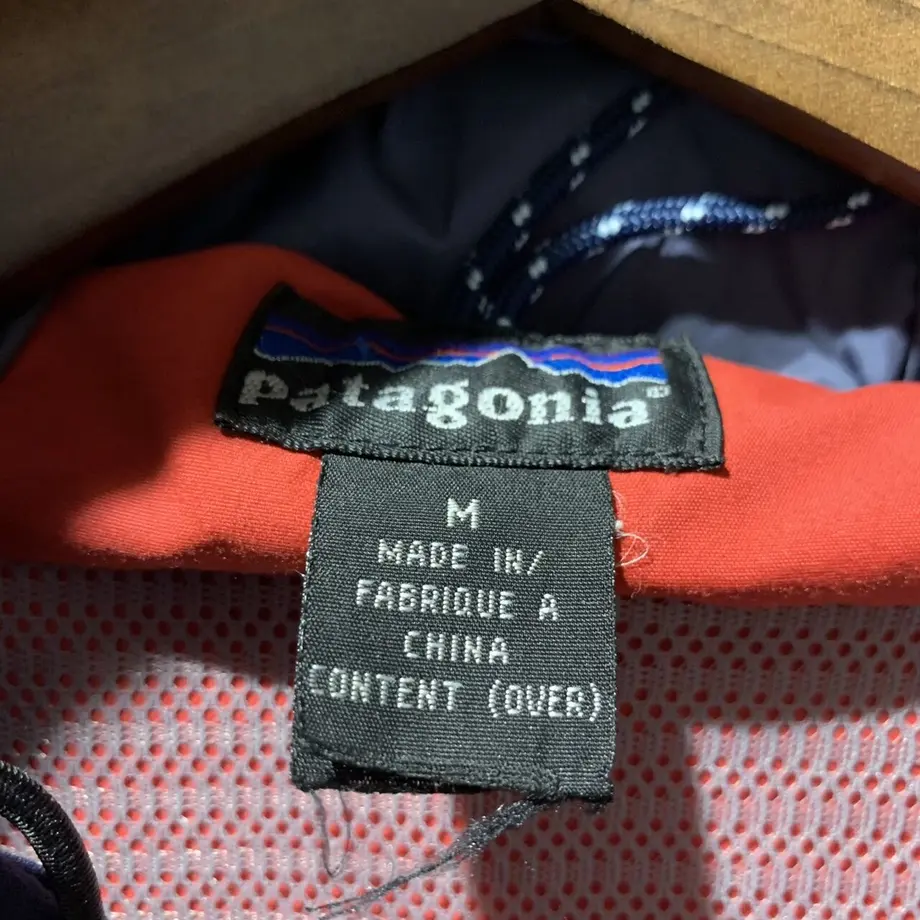 patagonia®
M
MADE IN/
FABRIQUE A
CHINA
CONTENT (OVER)